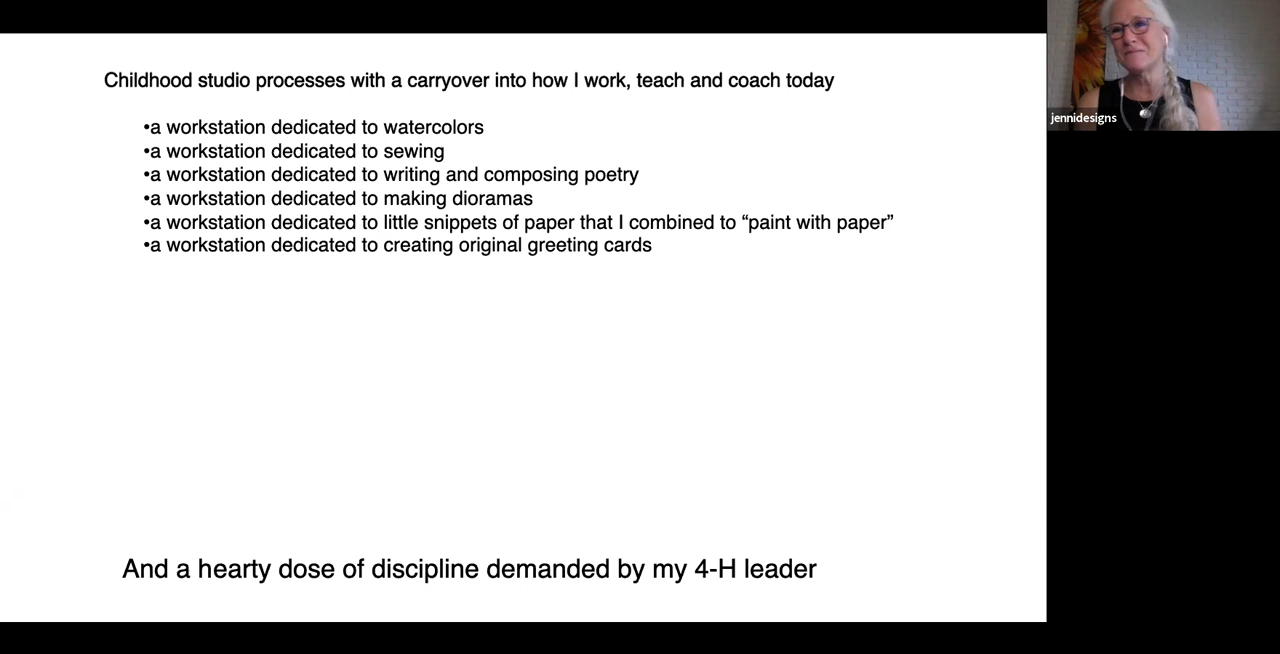 Childhood studio processes with a carryover into how I work, teach and coach today
•a workstation dedicated to watercolors
•a workstation dedicated to sewing
•a workstation dedicated to writing and composing poetry
•a workstation dedicated to making dioramas
•a workstation dedicated to little snippets of paper that I combined to “paint with paper”
•a workstation dedicated to creating original greeting cards
And a hearty dose of discipline demanded by my 4-H leader
jennidesigns